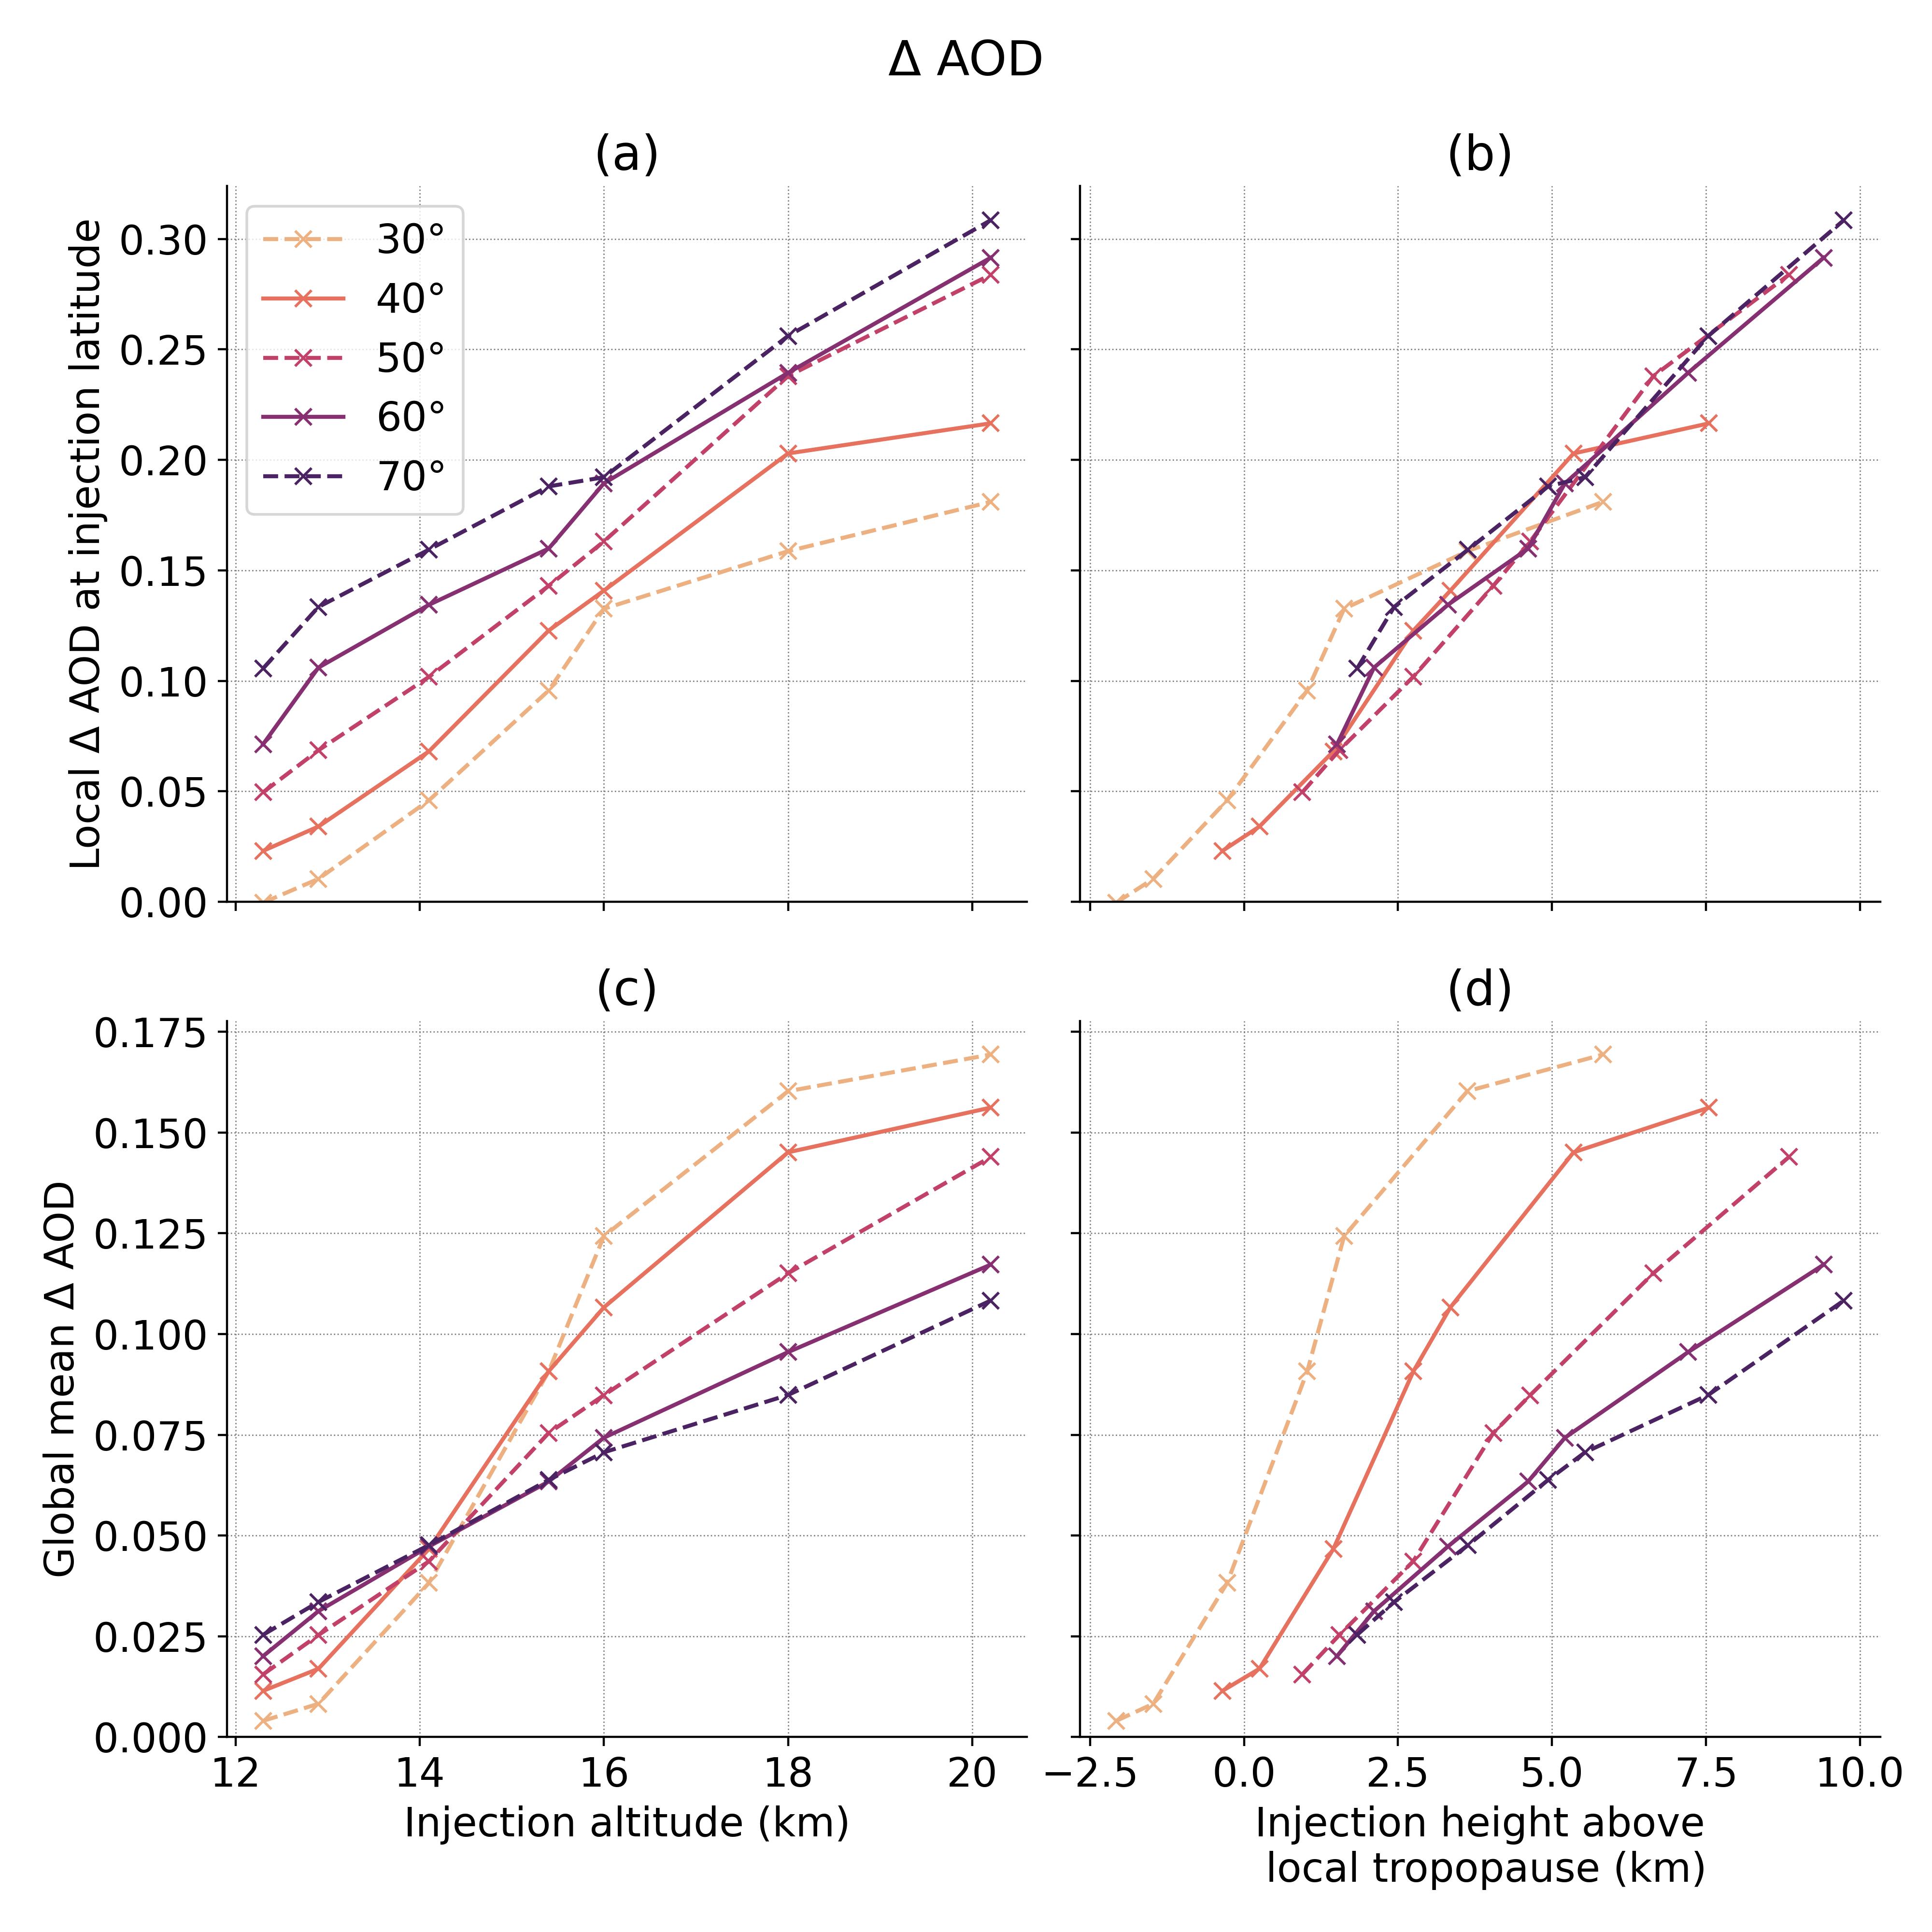 Δ AOD
(a)
(b)
Local Δ AOD at injection latitude
0.30
0.25
0.20
0.15
0.10
0.05
0.00
30°
40°
50°
60°
70°
(c)
(d)
Global mean Δ AOD
0.175
0.150
0.125
0.100
0.075
0.050
0.025
0.000
12 14 16 18 20
−2.5 0.0 2.5 5.0 7.5 10.0
Injection altitude (km)
Injection height above
local tropopause (km)